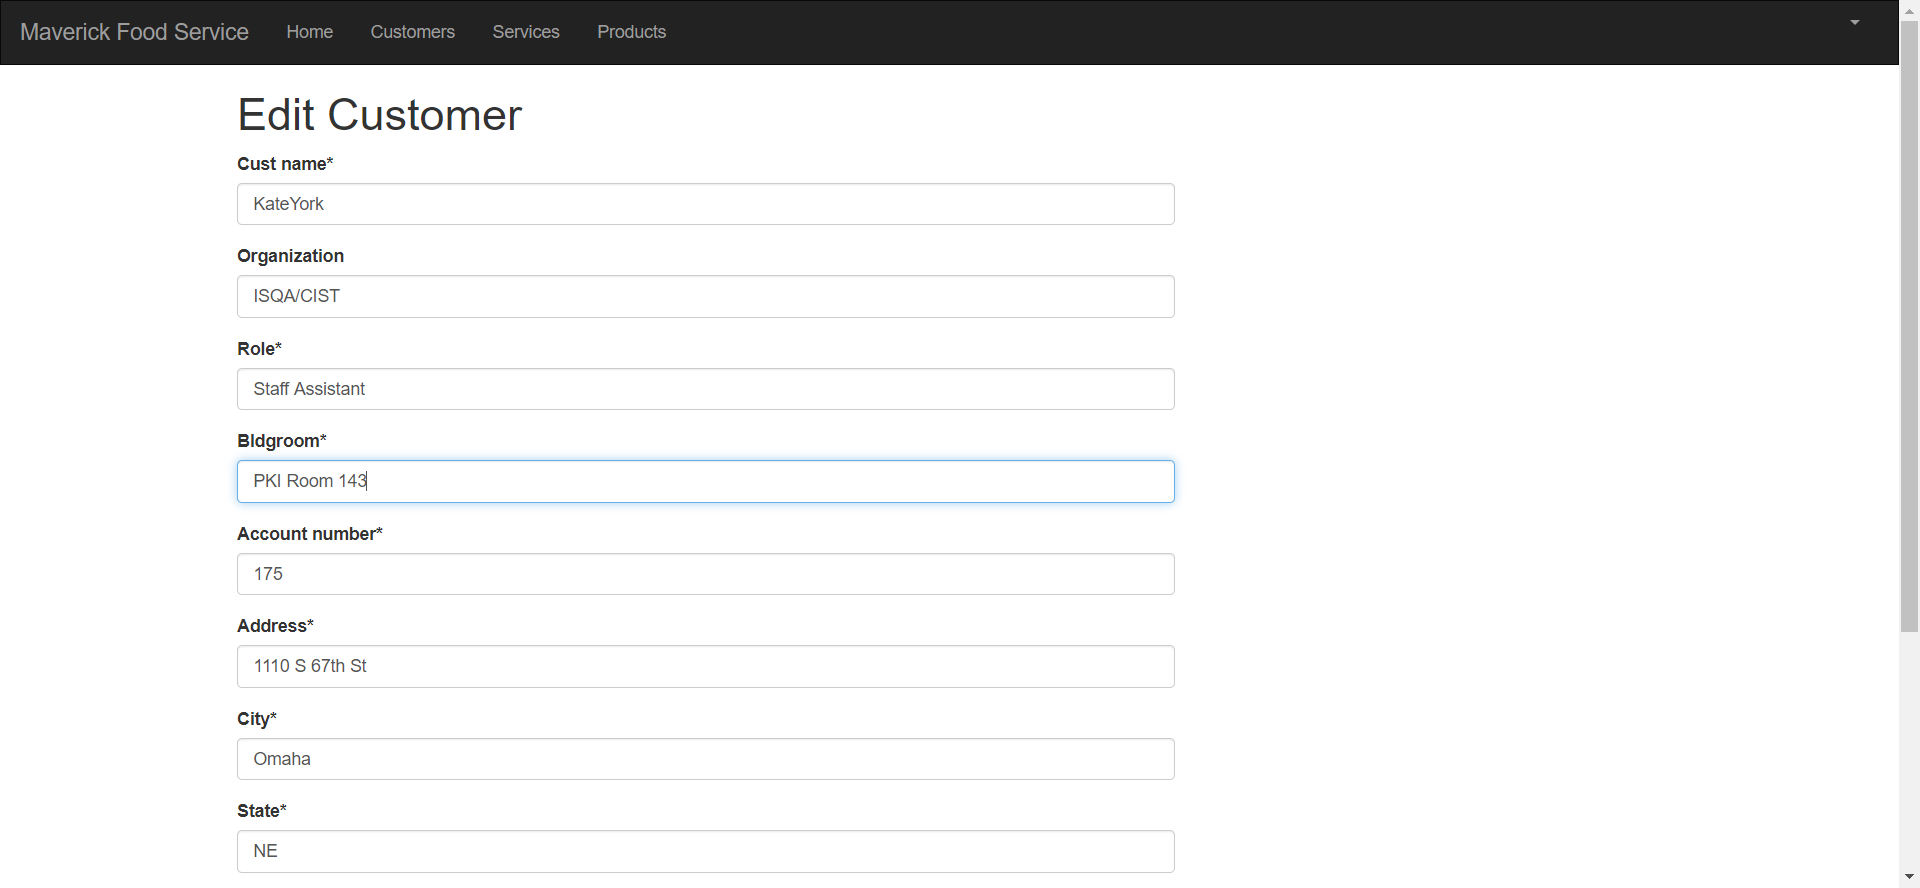 Maverick Food Service Home Customers Services Products
Edit Customer
Cust name*
KateYork
Organization
ISQA/CIST
Role*
Staff Assistant
Bldgroom*
PKI Room 143
Account number*
175
Address*
1110 S 67th St
City*
Omaha
State*
NE